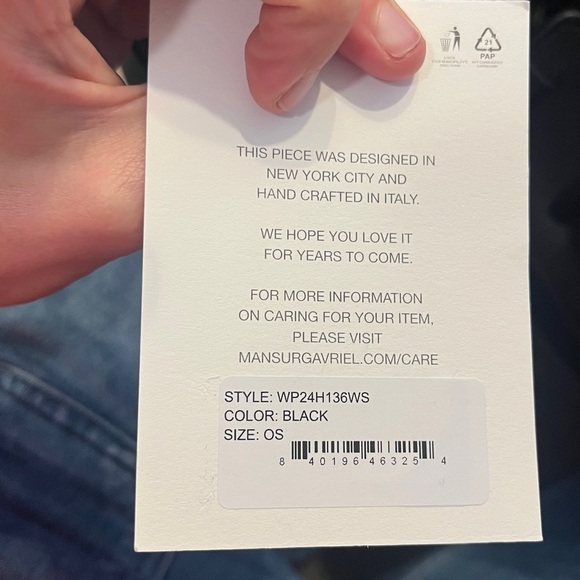 21
PAP
THIS PIECE WAS DESIGNED IN
NEW YORK CITY AND
HAND CRAFTED IN ITALY.
WE HOPE YOU LOVE IT
FOR YEARS TO COME.
FOR MORE INFORMATION
ON CARING FOR YOUR ITEM,
PLEASE VISIT
MANSURGAVRIEL.COM/CARE
STYLE: WP24H136WS
COLOR: BLACK
SIZE: OS
8 40196 46325 4